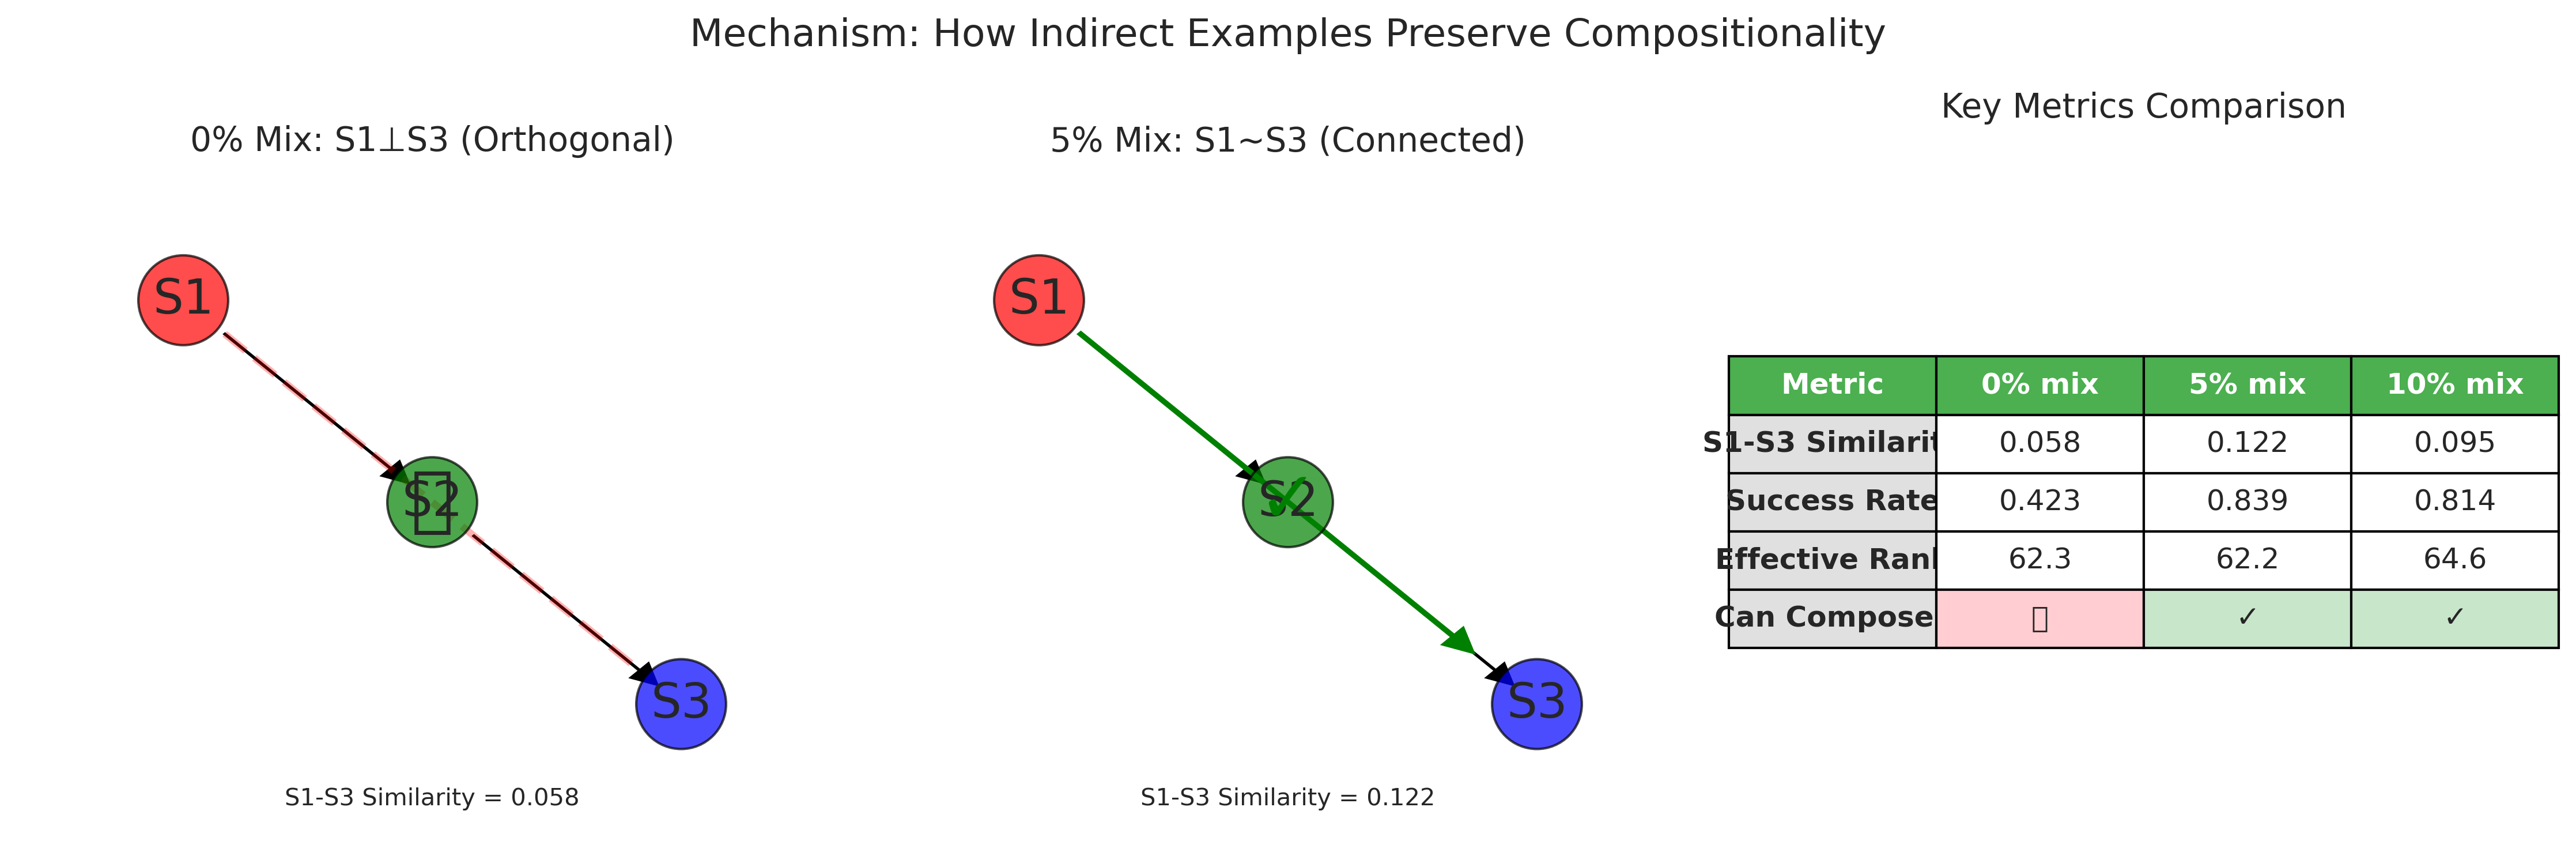 Mechanism: How Indirect Examples Preserve Compositionality
0% Mix: S1⊥S3 (Orthogonal)
S1
S2
S3
S1-S3 Similarity = 0.058
5% Mix: S1~S3 (Connected)
S1
S2
✓
S3
S1-S3 Similarity = 0.122
Key Metrics Comparison
Metric 0% mix 5% mix 10% mix
S1-S3 Similarit 0.058 0.122 0.095
Success Rate 0.423 0.839 0.814
Effective Rank 62.3 62.2 64.6
Can Compose ▯ ✓ ✓